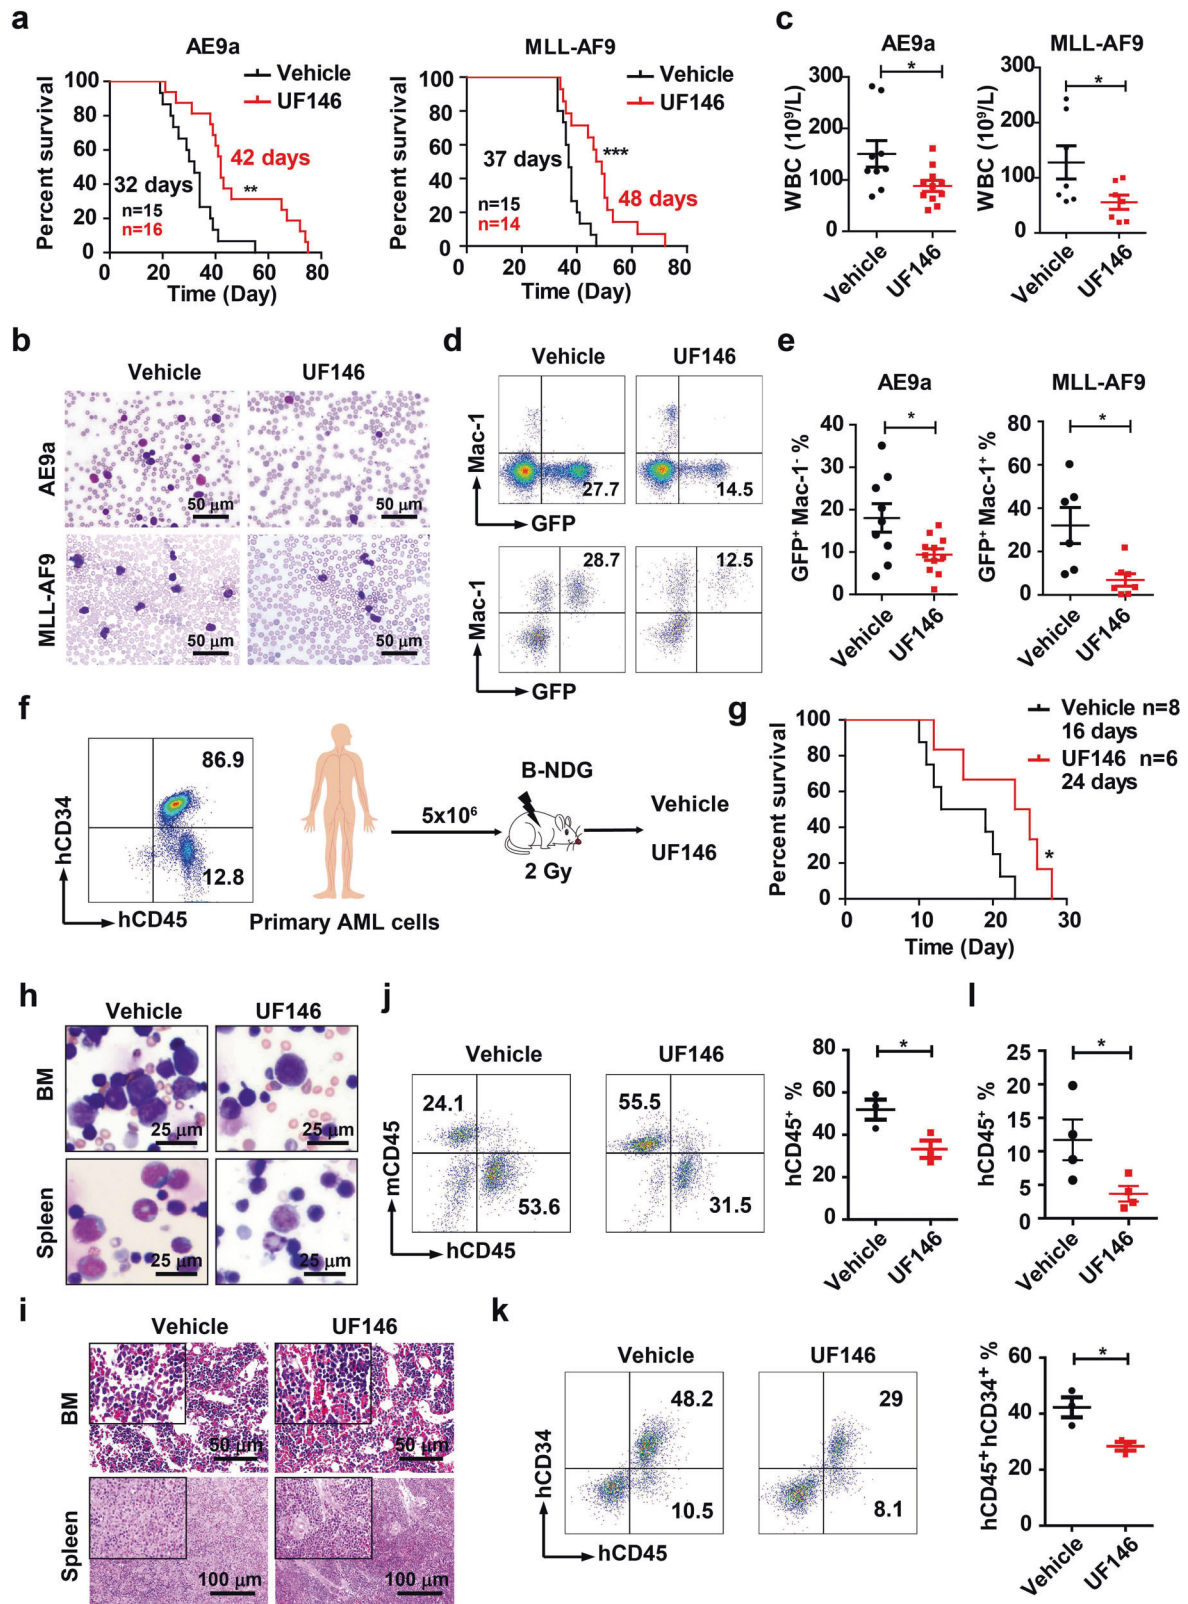 a
AE9a
Percent survival
100
80
60
40
20
0
0 20 40 60 80
Time (Day)
Vehicle
UF146
42 days
32 days
**
n=15
n=16
MLL-AF9
Percent survival
100
80
60
40
20
0
0 20 40 60 80
Time (Day)
Vehicle
UF146
37 days
***
48 days
n=15
n=14
c
AE9a
WBC (10⁹/L)
300
200
100
0
*
Vehicle
UF146
MLL-AF9
WBC (10⁹/L)
300
200
100
0
*
Vehicle
UF146
b
Vehicle UF146
AE9a
50 μm 50 μm
MLL-AF9
50 μm 50 μm
d
Vehicle UF146
Mac-1
27.7 14.5
GFP
28.7 12.5
Mac-1
GFP
e
AE9a
GFP⁺ Mac-1⁻ %
40
30
20
10
0
*
Vehicle
UF146
MLL-AF9
GFP⁺ Mac-1⁺ %
80
60
40
20
0
*
Vehicle
UF146
f
hCD34
86.9
12.8
hCD45
Primary AML cells
5x10⁶
B-NDG
2 Gy
Vehicle
UF146
g
Percent survival
100
80
60
40
20
0
0 10 20 30
Time (Day)
Vehicle n=8
16 days
UF146 n=6
24 days
*
h
Vehicle UF146
BM
25 μm 25 μm
Spleen
25 μm 25 μm
j
Vehicle UF146
mCD45
24.1 55.5
53.6 31.5
hCD45
hCD45⁺ %
80
60
40
20
0
*
Vehicle
UF146
l
hCD45⁺ %
25
20
15
10
5
0
*
Vehicle
UF146
i
Vehicle UF146
BM
50 μm 50 μm
Spleen
100 μm 100 μm
k
Vehicle UF146
hCD34
48.2 29
10.5 8.1
hCD45
hCD45⁺hCD34⁺ %
60
40
20
0
*
Vehicle
UF146